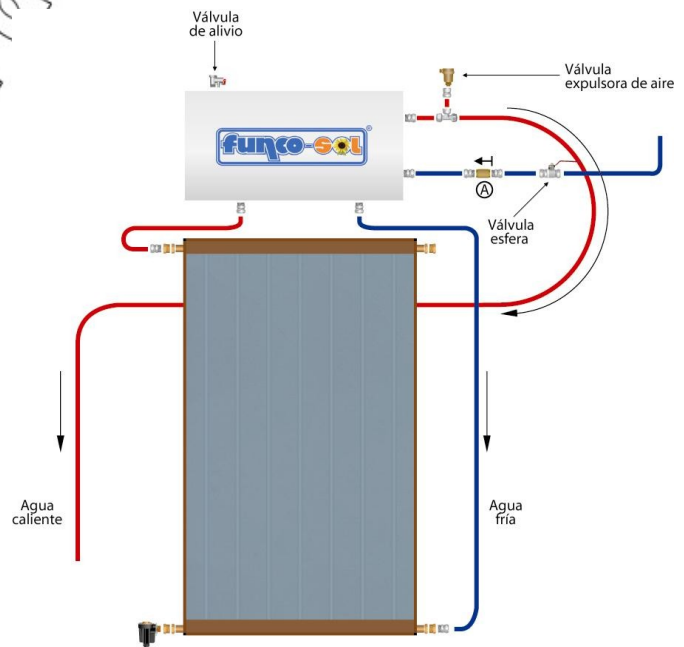 Válvula
de alivio
Válvula
expulsora de aire
funco-sol
©
A
Válvula
esfera
Agua
caliente
Agua
fría